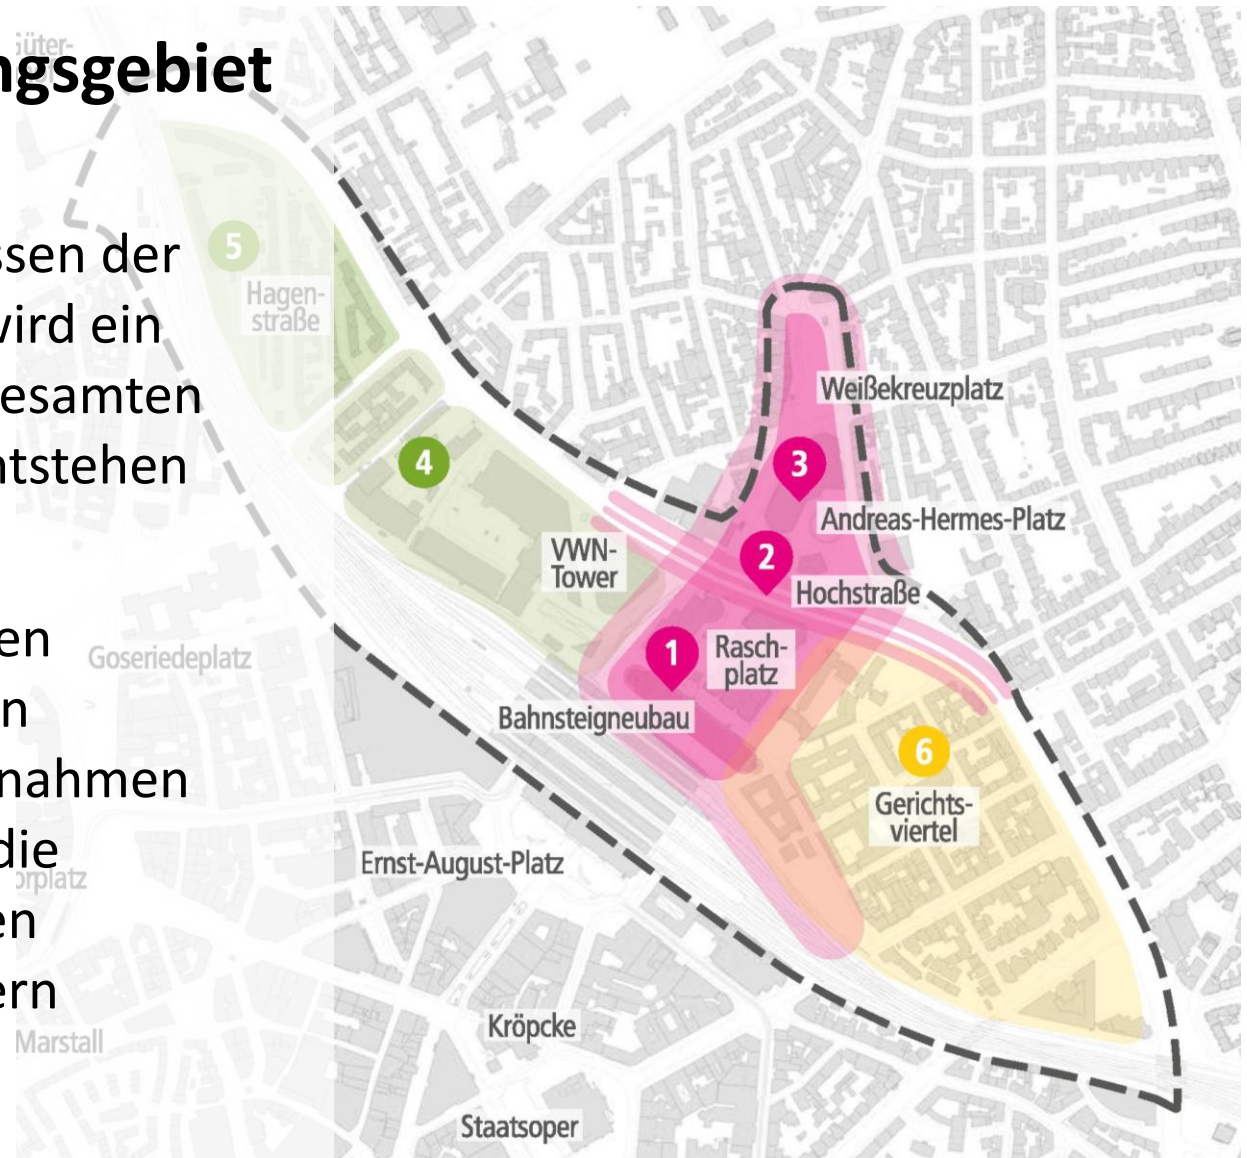 Güter-
ngsgebiet
ssen der
wird ein
esamten
ntstehen
en
n
nahmen
die
en
ern
5
Hagen-
straße
4
VWN-
Tower
Weißekreuzplatz
3
Andreas-Hermes-Platz
2
Hochstraße
1
Rasch-
platz
Bahnsteigneubau
6
Gerichts-
viertel
Goseriedeplatz
Ernst-August-Platz
orplatz
Kröpcke
Marstall
Staatsoper